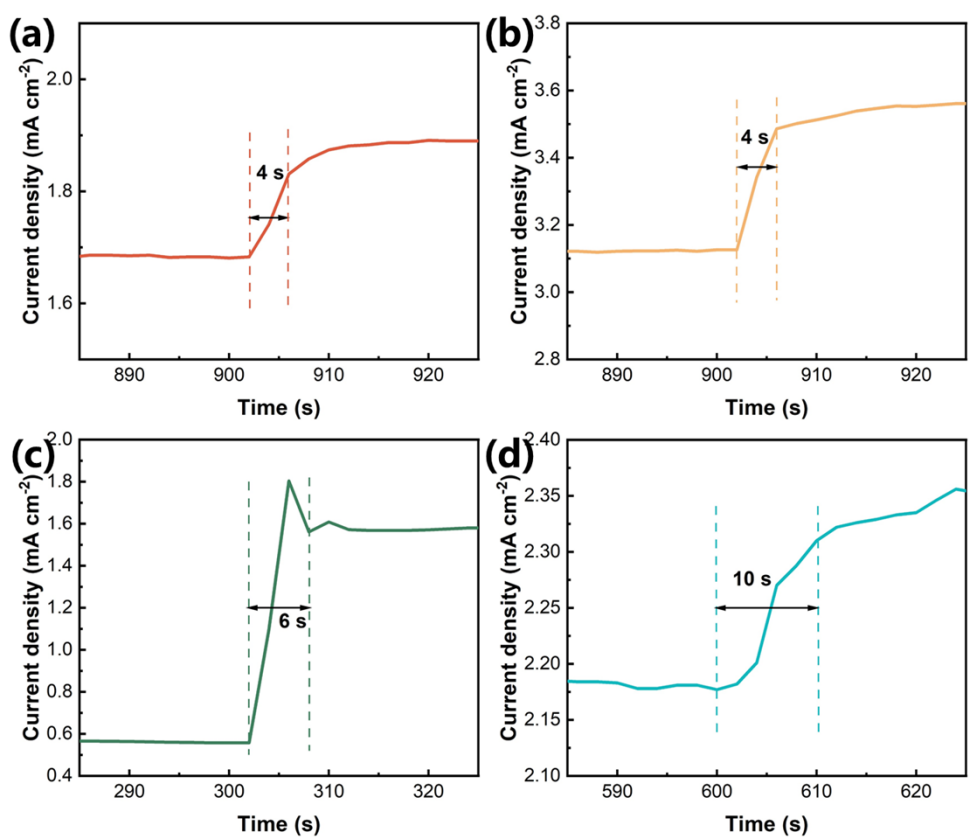 (a)
Current density (mA cm⁻²)
2.0
1.8
1.6
4 s
890 900 910 920
Time (s)
(b)
Current density (mA cm⁻²)
3.8
3.6
3.4
3.2
3.0
2.8
4 s
890 900 910 920
Time (s)
(c)
Current density (mA cm⁻²)
2.0
1.8
1.6
1.4
1.2
1.0
0.8
0.6
0.4
6 s
290 300 310 320
Time (s)
(d)
Current density (mA cm⁻²)
2.40
2.35
2.30
2.25
2.20
2.15
2.10
10 s
590 600 610 620
Time (s)